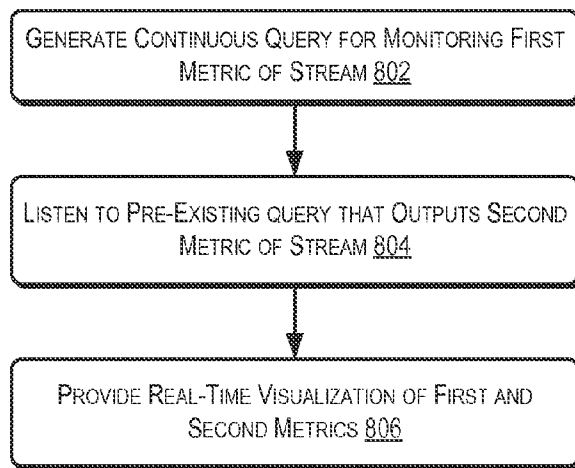 GENERATE CONTINUOUS QUERY FOR MONITORING FIRST
METRIC OF STREAM 802
LISTEN TO PRE-EXISTING QUERY THAT OUTPUTS SECOND
METRIC OF STREAM 804
PROVIDE REAL-TIME VISUALIZATION OF FIRST AND
SECOND METRICS 806